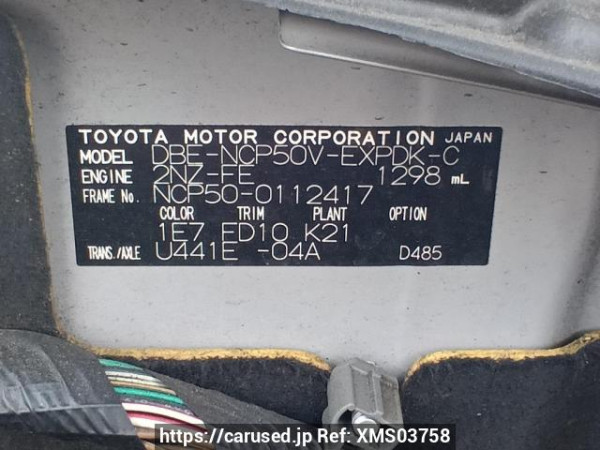 TOYOTA MOTOR CORPORATION JAPAN
MODEL DBE-NCP50V-EXPDK-C
ENGINE 2NZ-FE 1298 mL
FRAME NO. NCP50-0112417
COLOR TRIM PLANT OPTION
1E7 FD10 K21
TRANS./AXLE U441E -04A D485
https://carused.jp Ref: XMS03758